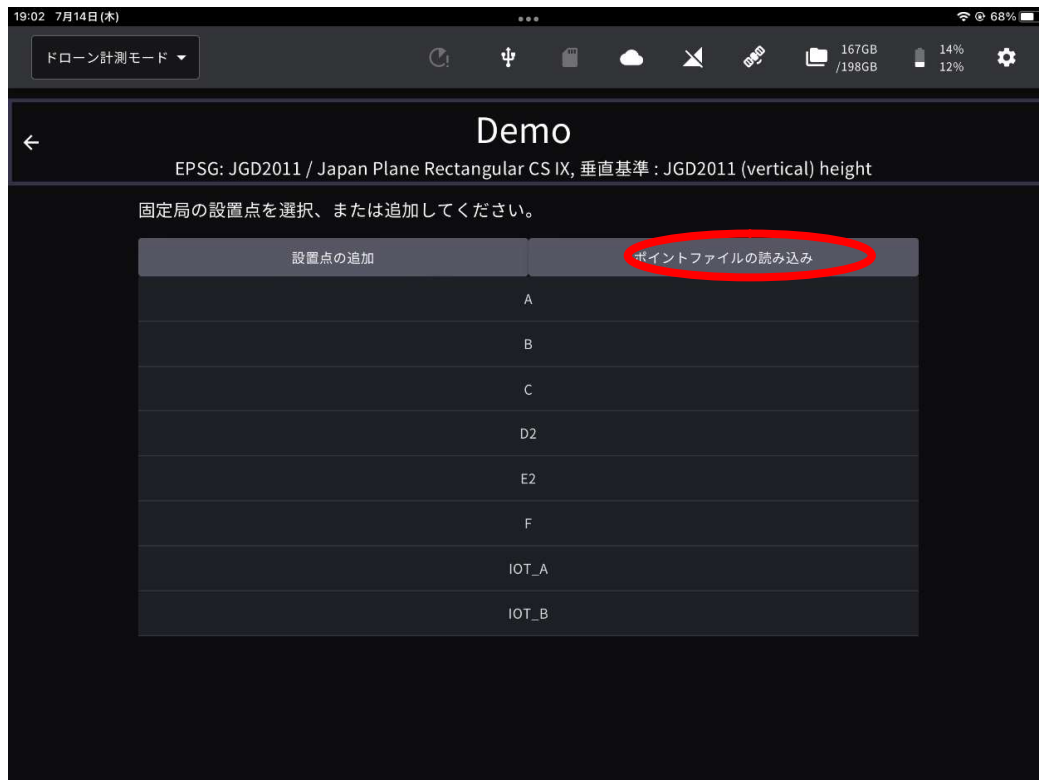 19:02 7月14日(木)
68%
ドローン計測モード
167GB
/198GB
14%
12%
Demo
EPSG: JGD2011 / Japan Plane Rectangular CS IX, 垂直基準 : JGD2011 (vertical) height
固定局の設置点を選択、または追加してください。
設置点の追加
ポイントファイルの読み込み
A
B
C
D2
E2
F
IOT_A
IOT_B